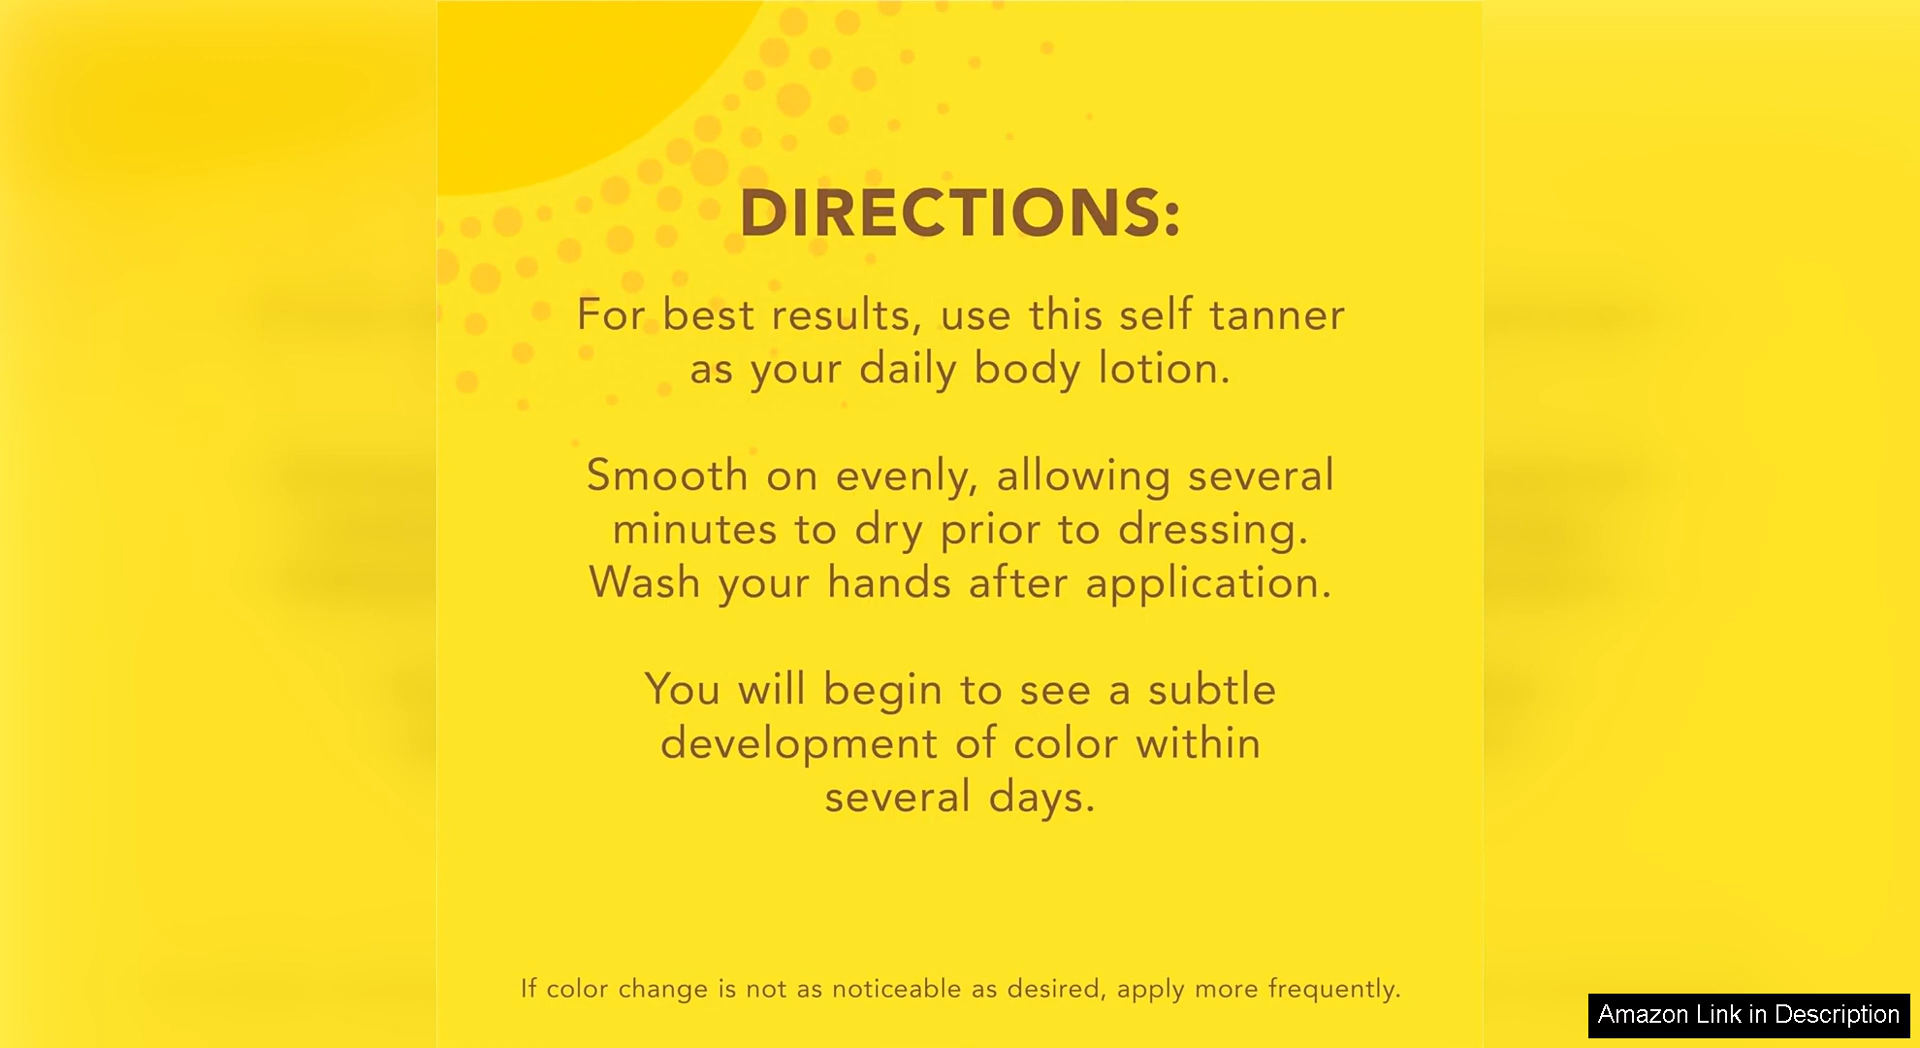 DIRECTIONS:
For best results, use this self tanner
as your daily body lotion.
Smooth on evenly, allowing several
minutes to dry prior to dressing.
Wash your hands after application.
You will begin to see a subtle
development of color within
several days.
If color change is not as noticeable as desired, apply more frequently.
Amazon Link in Description